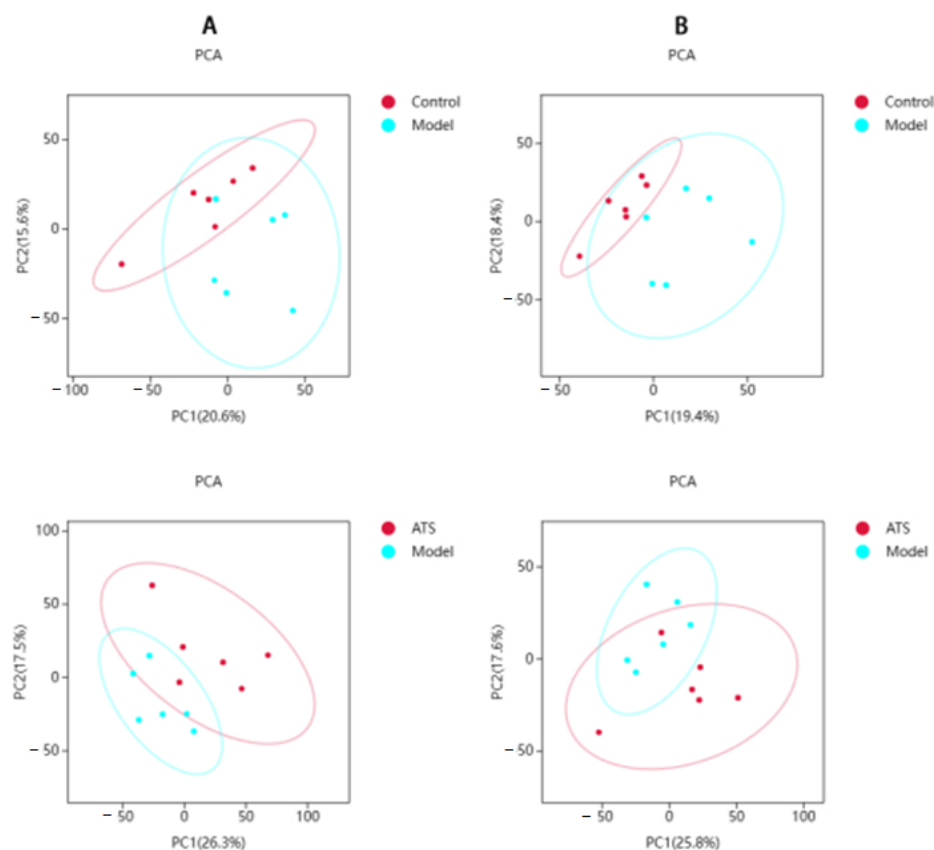 A
PCA
Control
Model
50
0
−50
PC2(15.6%)
−100
−50
0
50
PC1(20.6%)
B
PCA
Control
Model
50
0
−50
PC2(18.4%)
−50
0
50
PC1(19.4%)
PCA
ATS
Model
100
50
0
−50
PC2(17.5%)
−50
0
50
100
PC1(26.3%)
PCA
ATS
Model
50
0
−50
PC2(17.6%)
−50
0
50
100
PC1(25.8%)